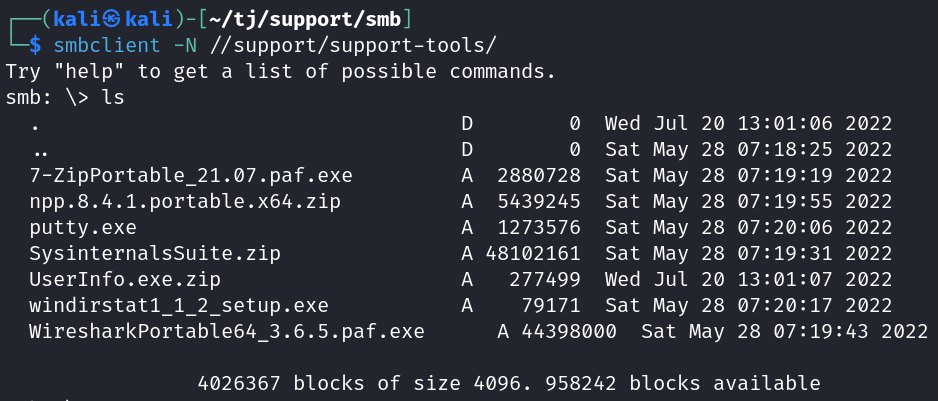 ┌──(kali㉿kali)-[~/tj/support/smb]
└─$ smbclient -N //support/support-tools/
Try "help" to get a list of possible commands.
smb: \> ls
  .                                   D        0  Wed Jul 20 13:01:06 2022
  ..                                  D        0  Sat May 28 07:18:25 2022
  7-ZipPortable_21.07.paf.exe         A  2880728  Sat May 28 07:19:19 2022
  npp.8.4.1.portable.x64.zip          A  5439245  Sat May 28 07:19:55 2022
  putty.exe                           A  1273576  Sat May 28 07:20:06 2022
  SysinternalsSuite.zip               A 48102161  Sat May 28 07:19:31 2022
  UserInfo.exe.zip                    A   277499  Wed Jul 20 13:01:07 2022
  windirstat1_1_2_setup.exe           A    79171  Sat May 28 07:20:17 2022
  WiresharkPortable64_3.6.5.paf.exe      A 44398000  Sat May 28 07:19:43 2022
                4026367 blocks of size 4096. 958242 blocks available